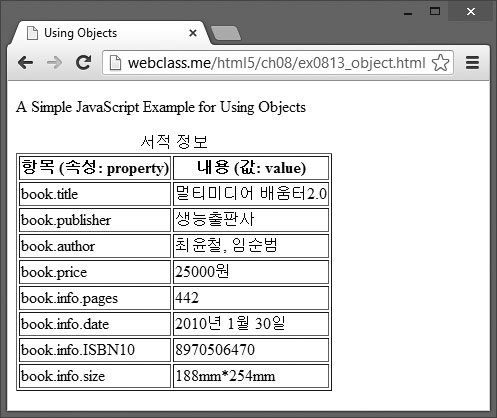 Using Objects
webclass.me/html5/ch08/ex0813_object.html
A Simple JavaScript Example for Using Objects
서적 정보
항목 (속성: property) 내용 (값: value)
book.title 멀티미디어 배움터2.0
book.publisher 생능출판사
book.author 최윤철, 임순범
book.price 25000원
book.info.pages 442
book.info.date 2010년 1월 30일
book.info.ISBN10 8970506470
book.info.size 188mm*254mm